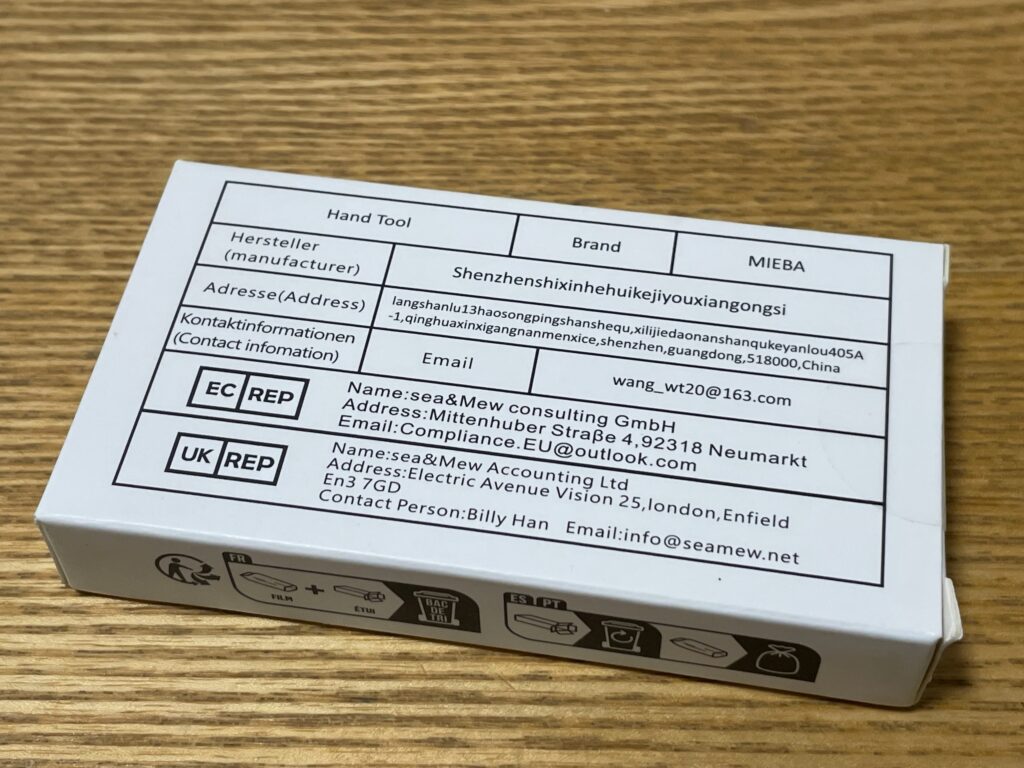 Hand Tool Brand MIEBA
Hersteller
(manufacturer) Shenzhenshixinhehuikejiyouxiangongsi
Adresse(Address) langshanlu13haosongpingshanshequ,xilijiedaonanshanqukeyanlou405A
-1,qinghuaxinxigangnanmenxice,shenzhen,guangdong,518000,China
Kontaktinformationen
(Contact infomation) Email wang_wt20@163.com
EC REP
Name:sea&Mew consulting GmbH
Address:Mittenhuber Straße 4,92318 Neumarkt
Email:Compliance.EU@outlook.com
UK REP
Name:sea&Mew Accounting Ltd
Address:Electric Avenue Vision 25,london,Enfield
En3 7GD
Contact Person:Billy Han Email:info@seamew.net
FR
FILM + ÉTUI
BAC
DE
TRI
ES PT